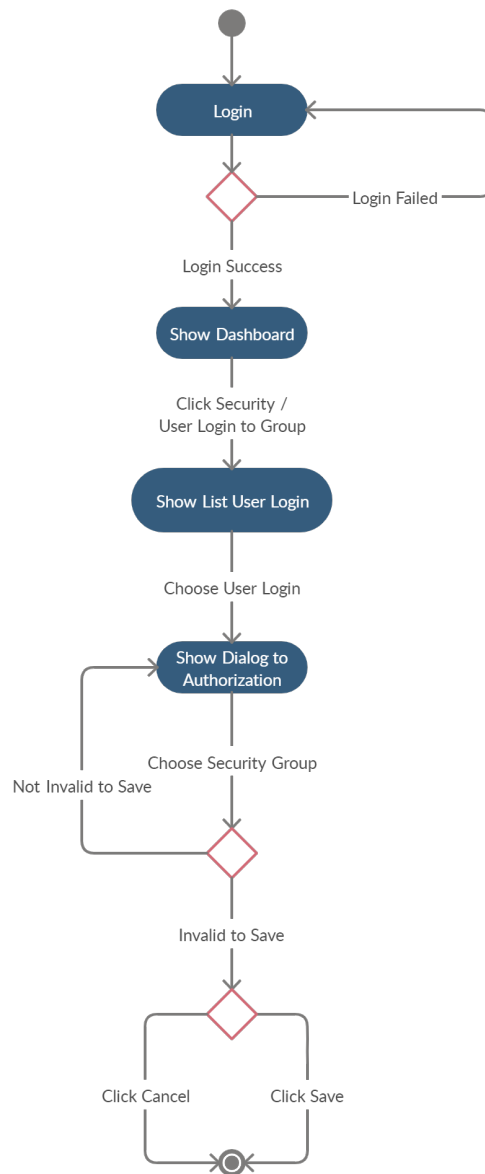 Login
Login Failed
Login Success
Show Dashboard
Click Security /
User Login to Group
Show List User Login
Choose User Login
Show Dialog to
Authorization
Choose Security Group
Not Invalid to Save
Invalid to Save
Click Cancel
Click Save